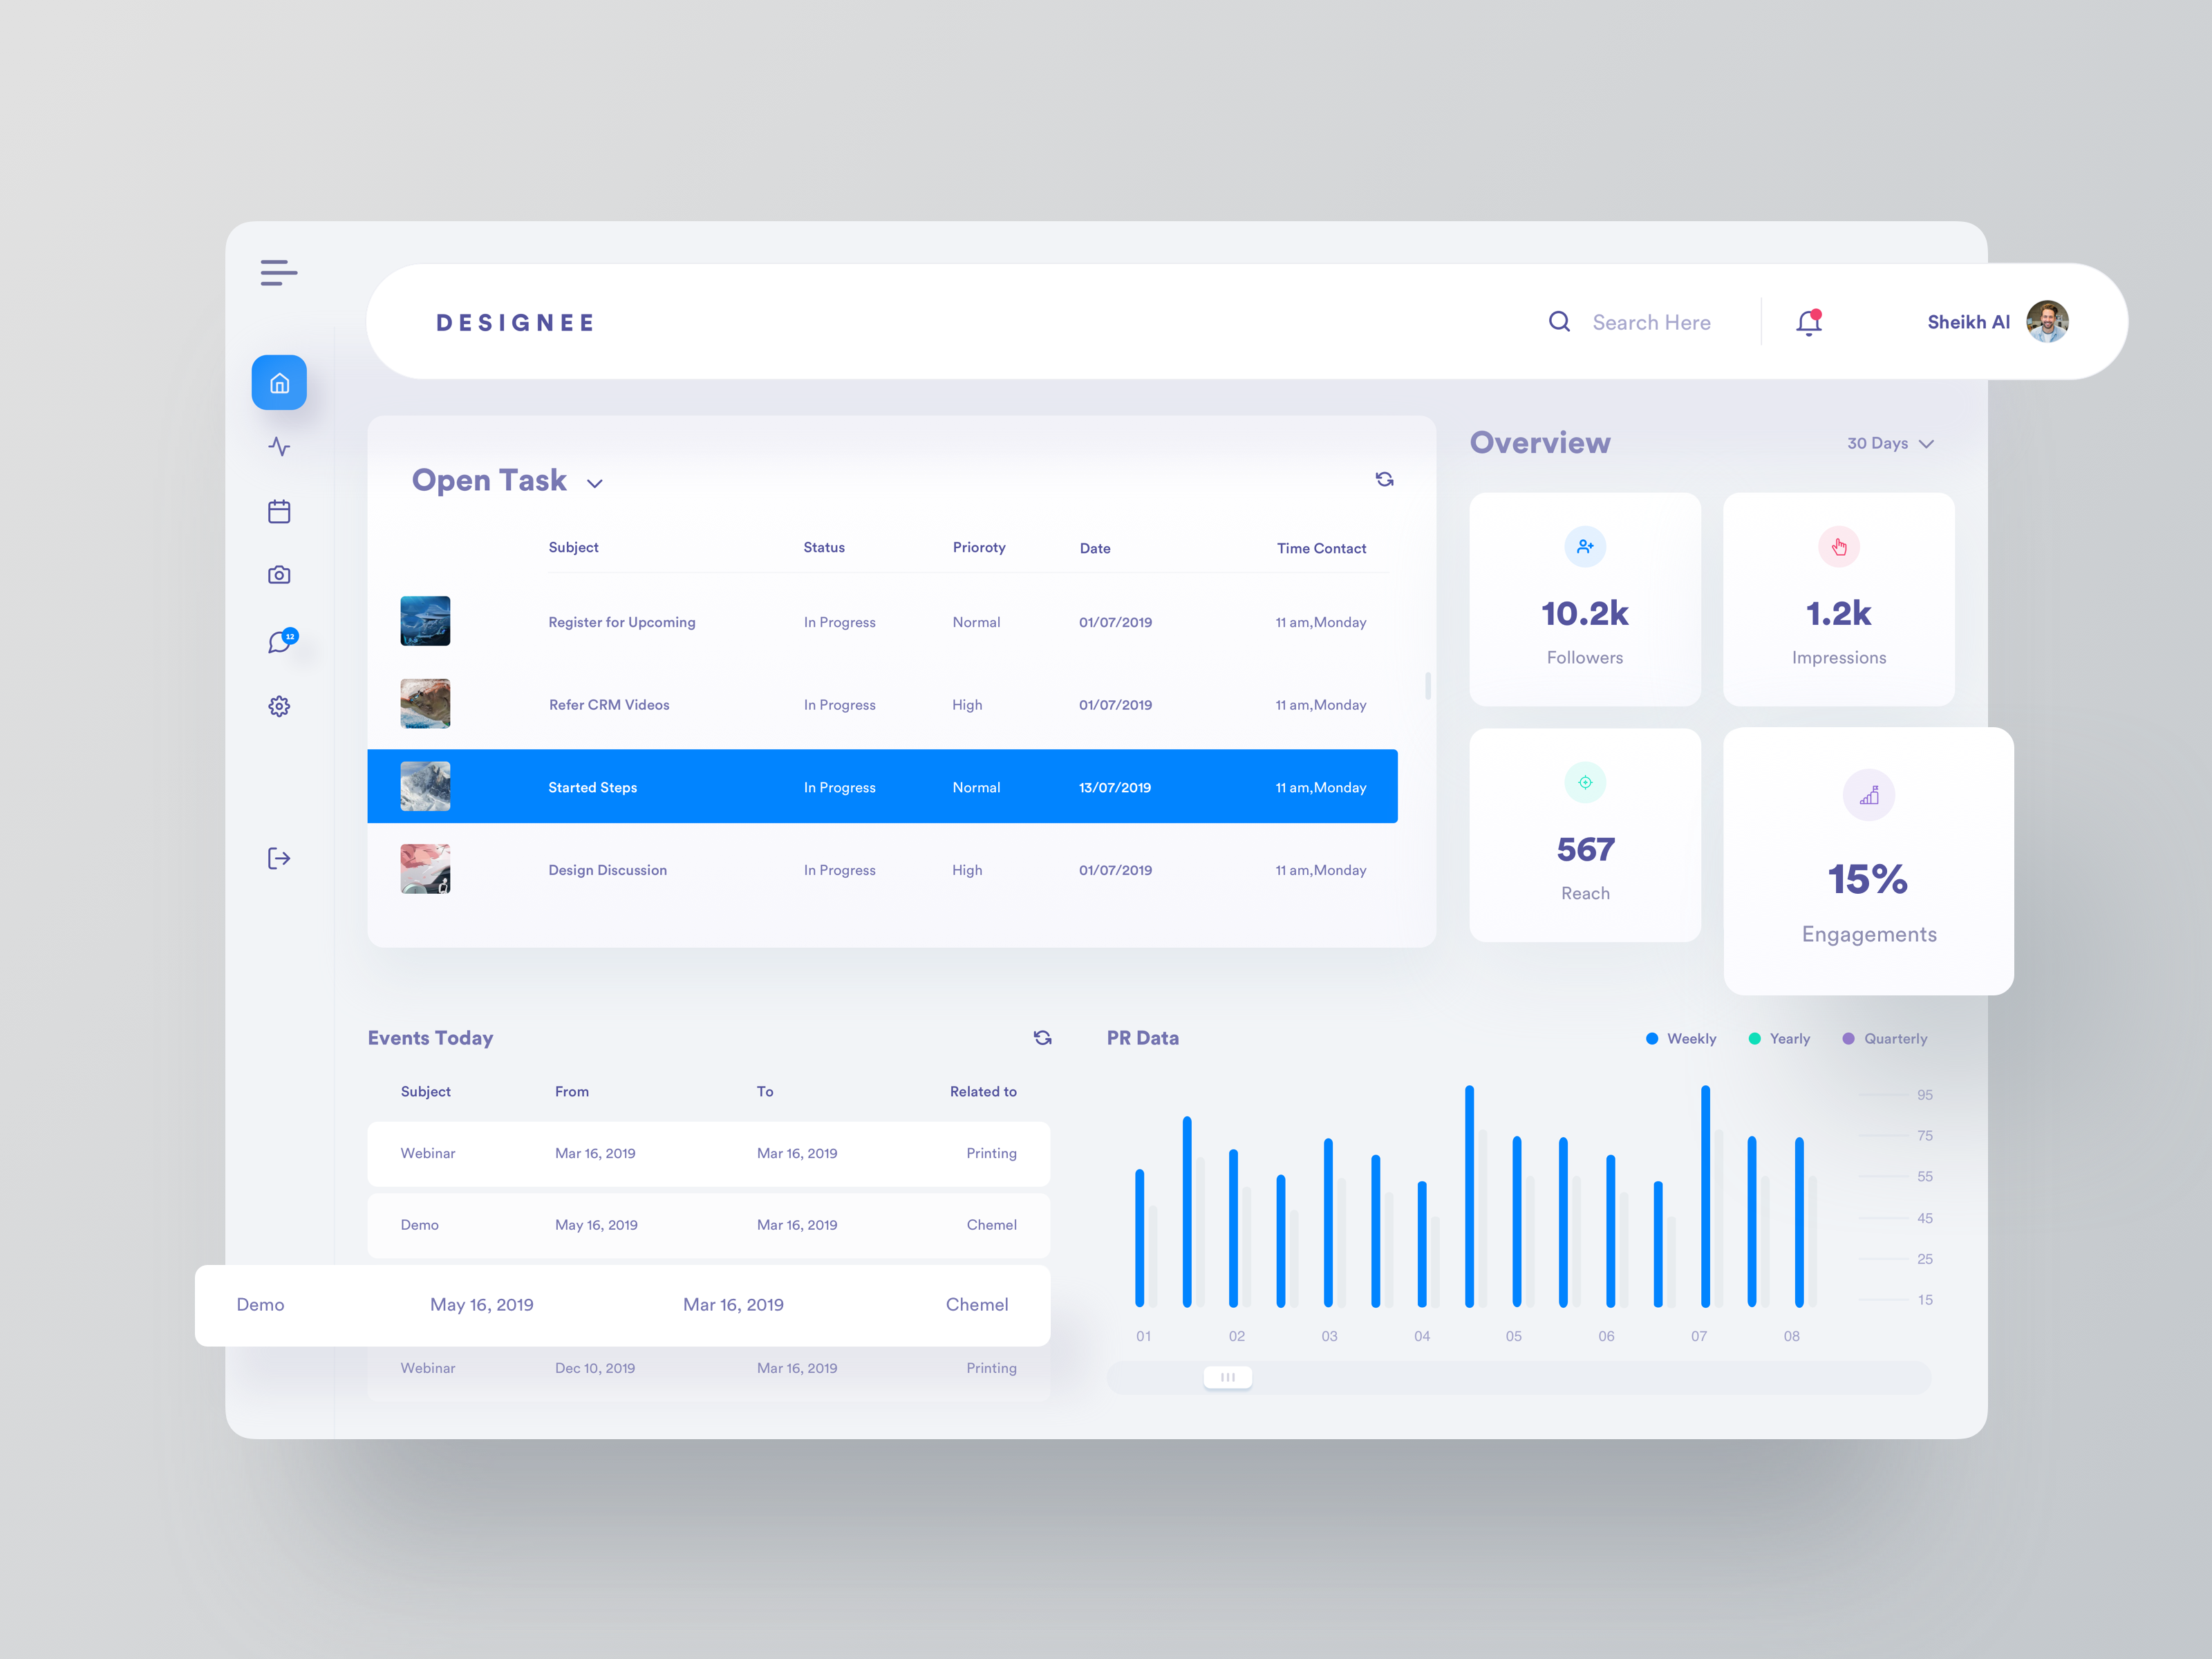 DESIGNEE
Search Here
Sheikh Al
Open Task
Subject Status Prioroty Date Time Contact
Register for Upcoming In Progress Normal 01/07/2019 11 am,Monday
Refer CRM Videos In Progress High 01/07/2019 11 am,Monday
Started Steps In Progress Normal 13/07/2019 11 am,Monday
Design Discussion In Progress High 01/07/2019 11 am,Monday
12
Overview
30 Days
10.2k
Followers
1.2k
Impressions
567
Reach
15%
Engagements
Events Today
Subject From To Related to
Webinar Mar 16, 2019 Mar 16, 2019 Printing
Demo May 16, 2019 Mar 16, 2019 Chemel
Demo May 16, 2019 Mar 16, 2019 Chemel
Webinar Dec 10, 2019 Mar 16, 2019 Printing
PR Data
Weekly Yearly Quarterly
95
75
55
45
25
15
01 02 03 04 05 06 07 08